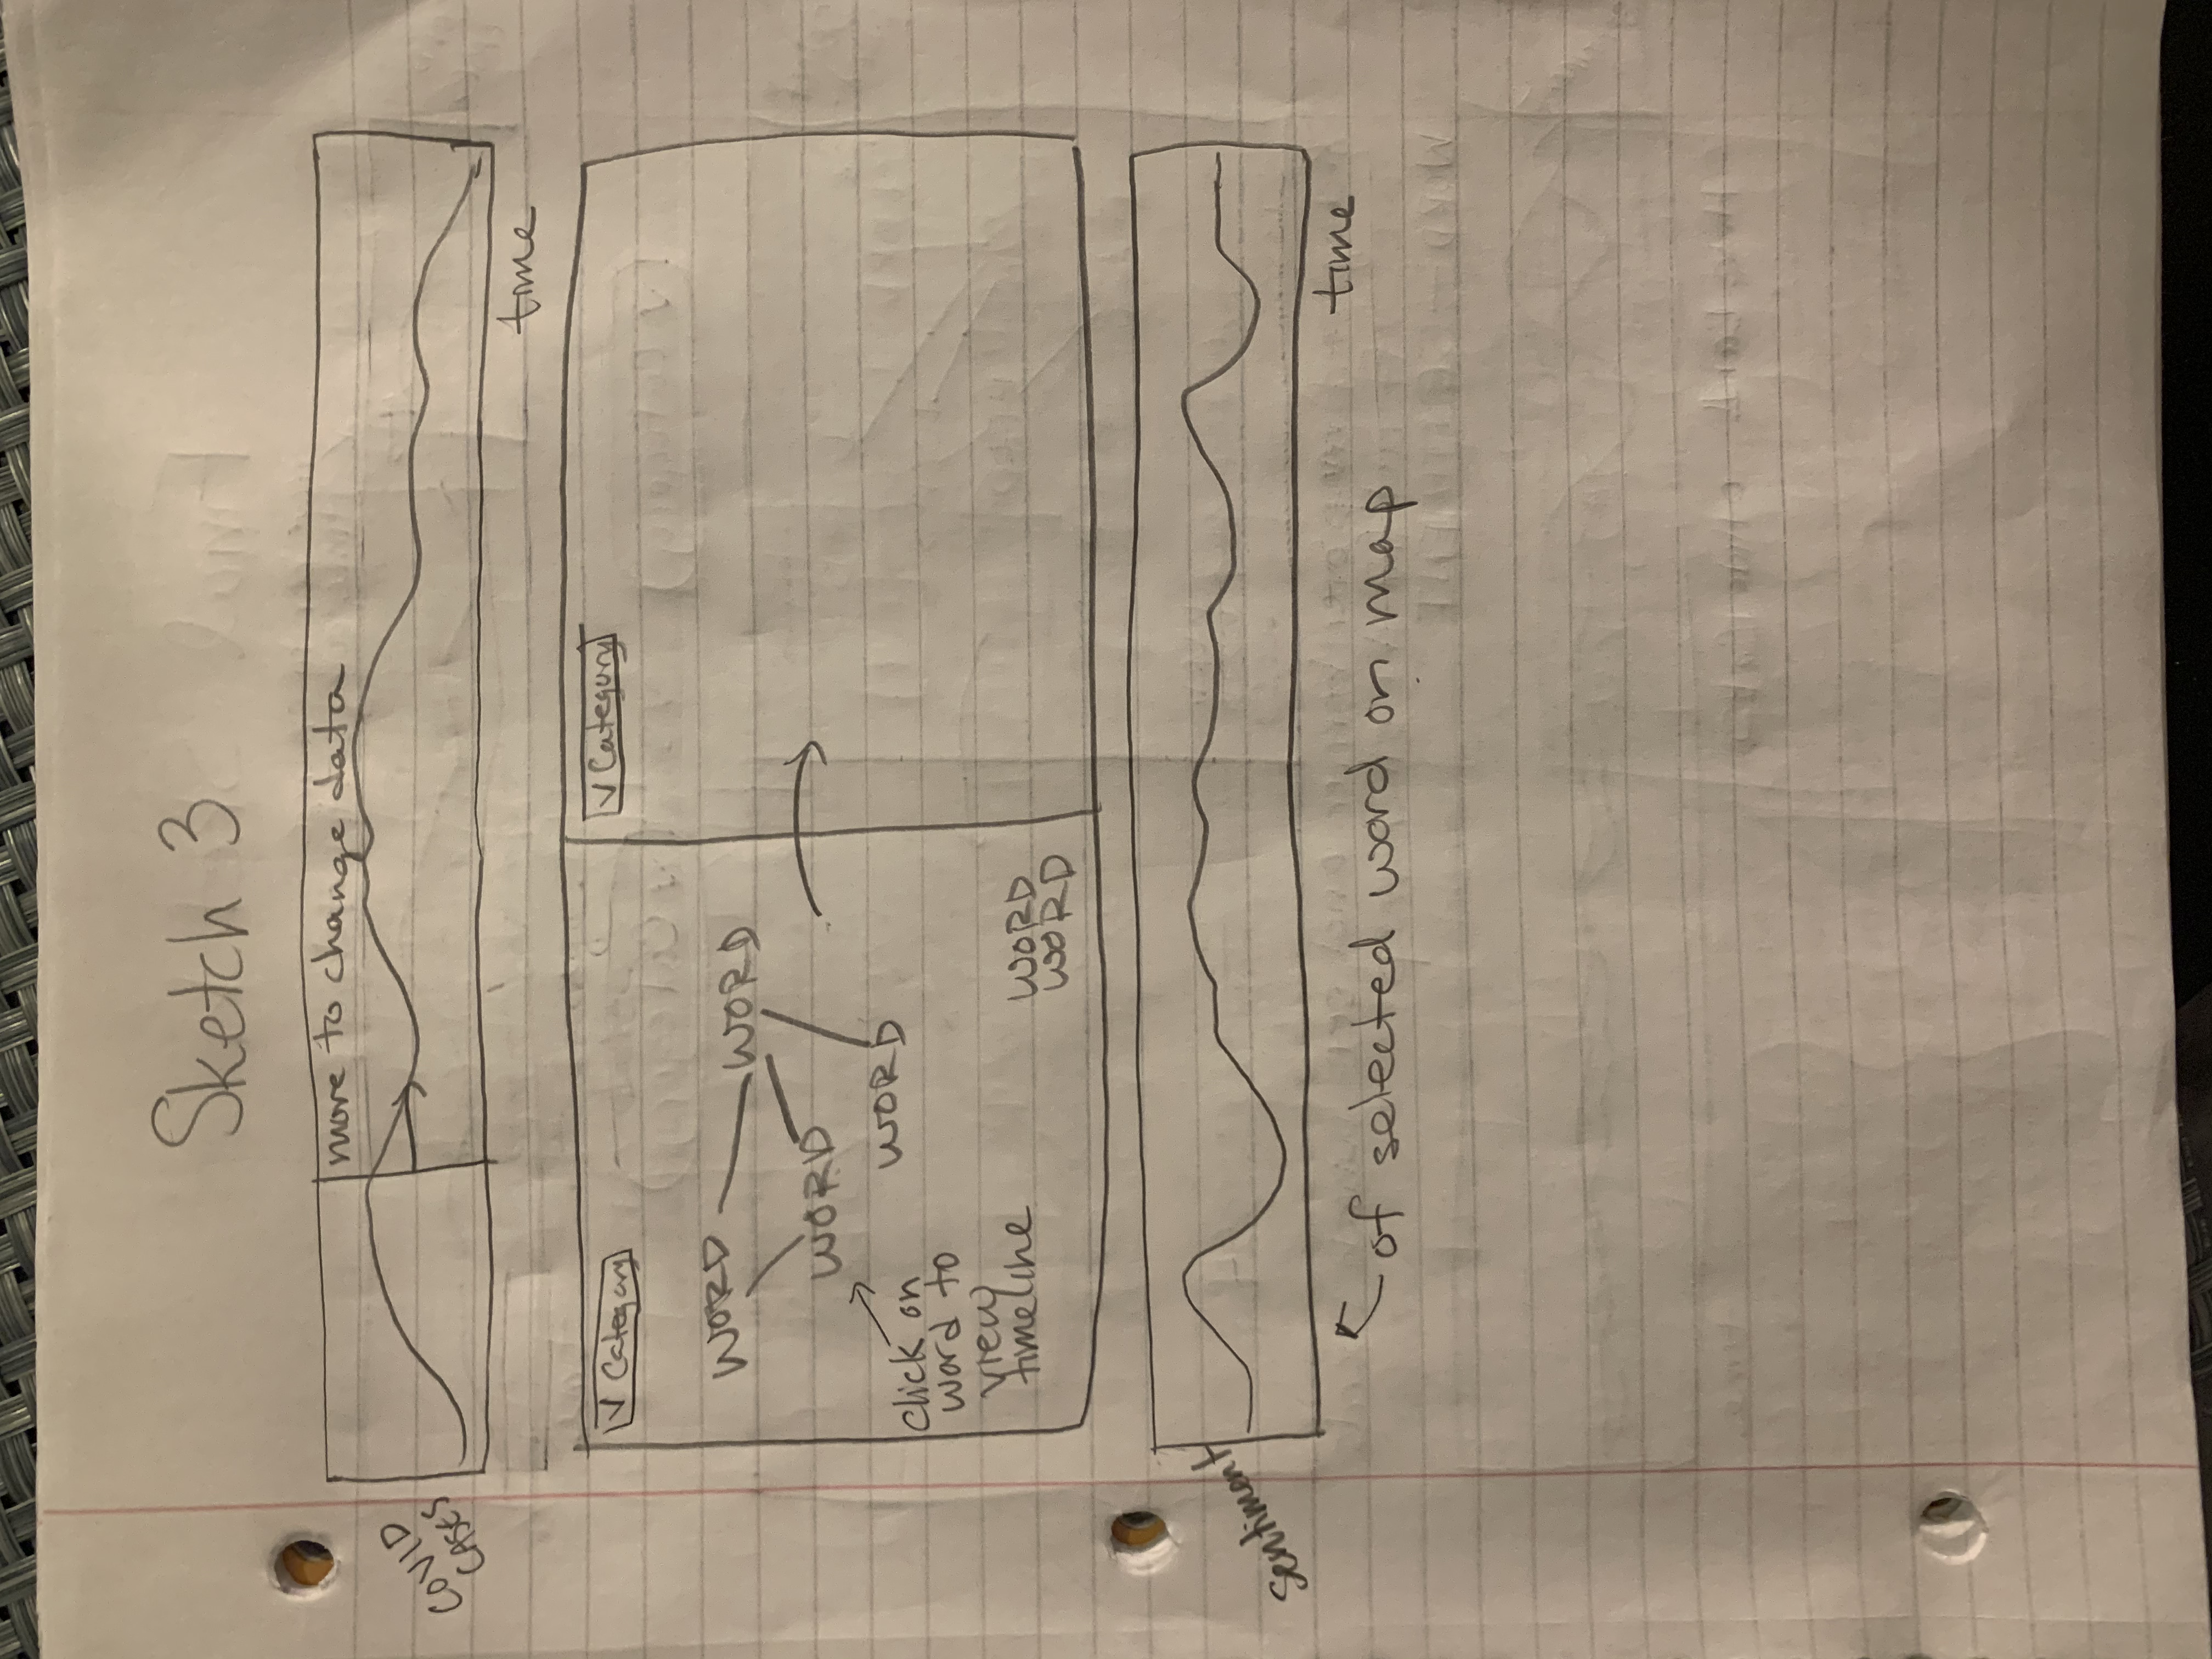 Sketch 3
move to change data
COVID
CASES
time
V Category
V Category
WORD
WORD
WORD
WORD
click on
word to
view
timeline
WORD
WORD
Sentiment
time
of selected word on map